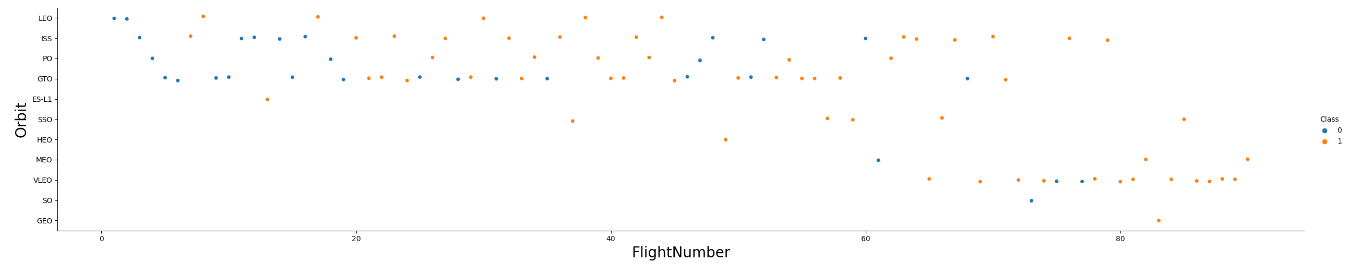 Orbit
LEO
ISS
PO
GTO
ES-L1
SSO
HEO
MEO
VLEO
SO
GEO
0
20
40
60
80
FlightNumber
Class
0
1